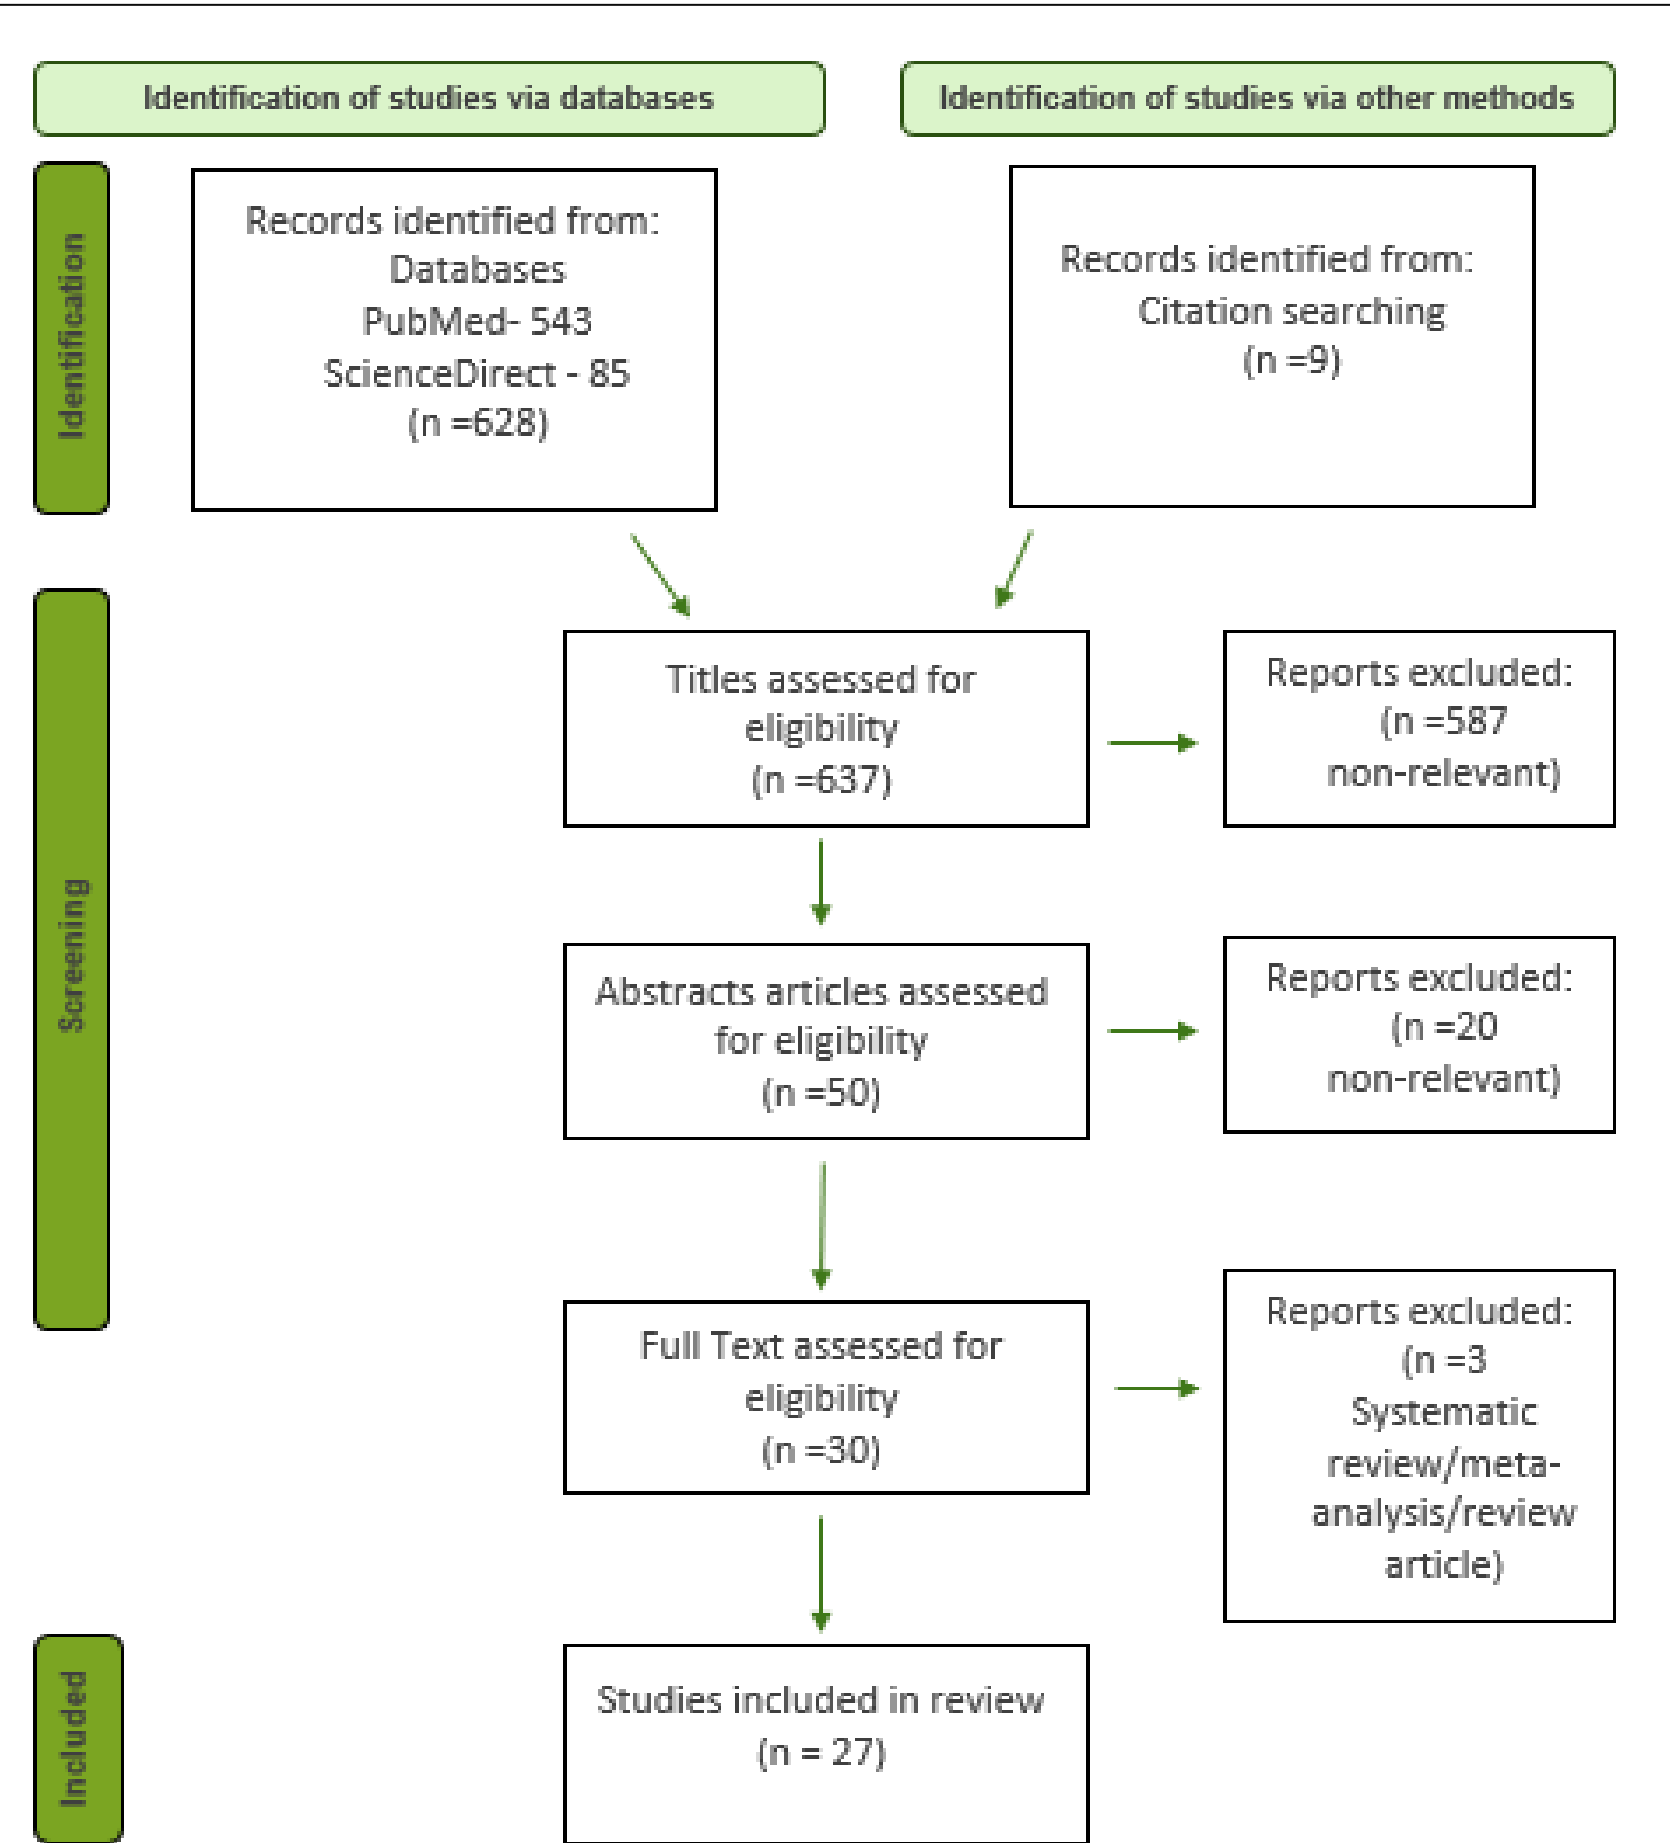 Identification of studies via databases
Identification of studies via other methods
Identification
Records identified from:
Databases
PubMed- 543
ScienceDirect - 85
(n =628)
Records identified from:
Citation searching
(n =9)
Screening
Titles assessed for
eligibility
(n =637)
Reports excluded:
(n =587
non-relevant)
Abstracts articles assessed
for eligibility
(n =50)
Reports excluded:
(n =20
non-relevant)
Full Text assessed for
eligibility
(n =30)
Reports excluded:
(n =3
Systematic
review/meta-
analysis/review
article)
Included
Studies included in review
(n = 27)